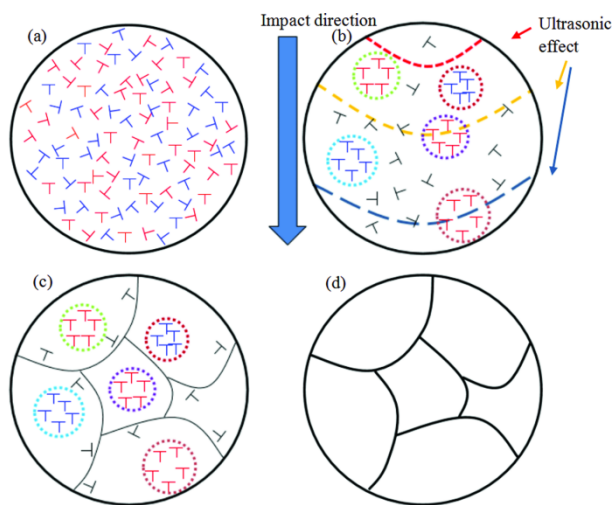 (a)
Impact direction
(b)
Ultrasonic
effect
(c)
(d)